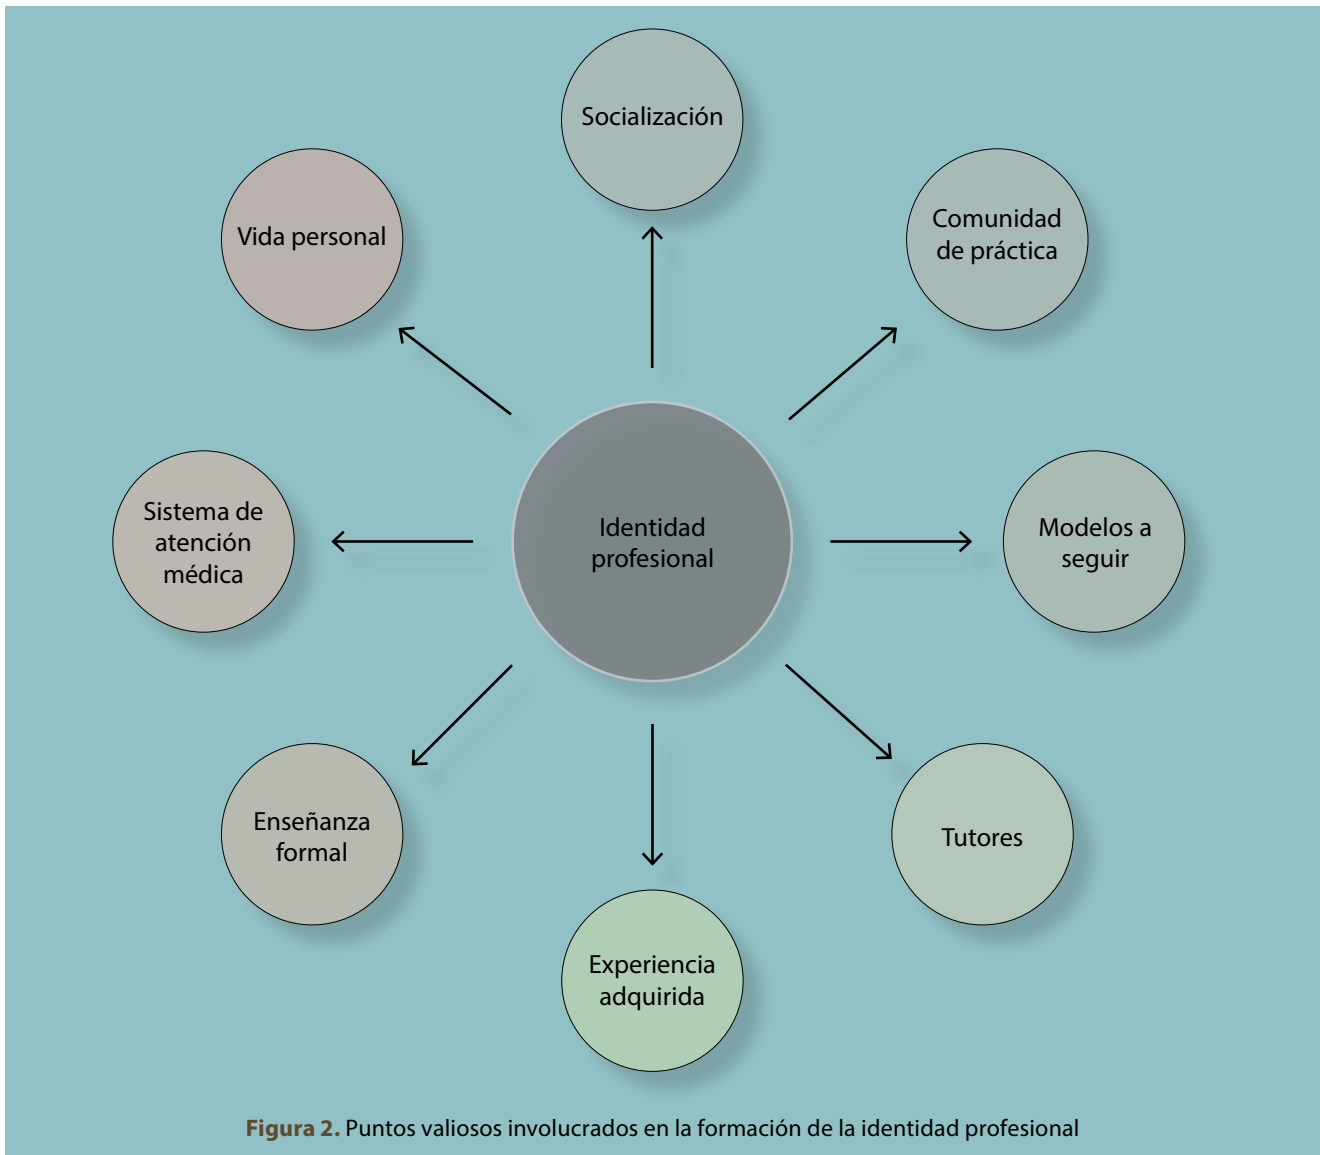 Socialización
Comunidad
de práctica
Vida personal
Sistema de
atención
médica
Identidad
profesional
Modelos a
seguir
Enseñanza
formal
Tutores
Experiencia
adquirida
Figura 2. Puntos valiosos involucrados en la formación de la identidad profesional